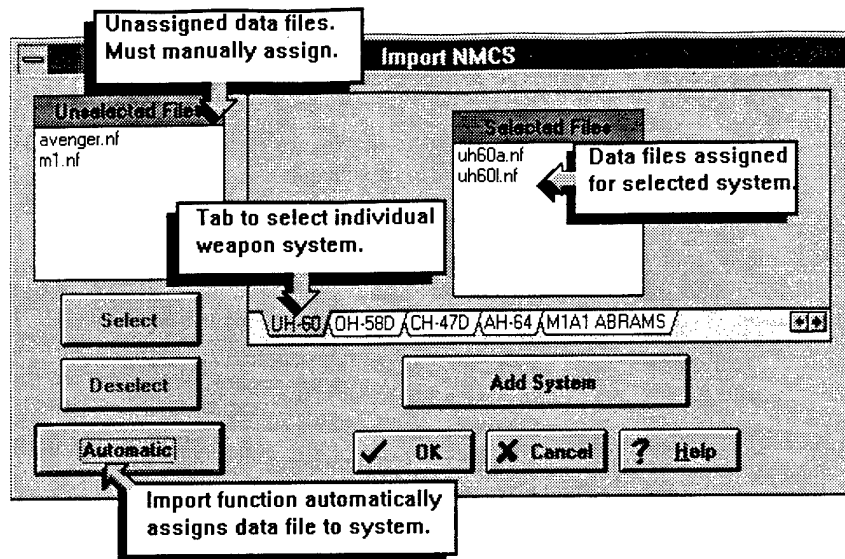 Unassigned data files.
Must manually assign.
Import NMCS
Unselected Files
avenger.nf
m1.nf
Selected Files
uh60a.nf
uh60l.nf
Data files assigned
for selected system.
Tab to select individual
weapon system.
UH-60 OH-58D CH-47D AH-64 M1A1 ABRAMS
Select
Deselect
Automatic
Add System
OK
Cancel
? Help
Import function automatically
assigns data file to system.